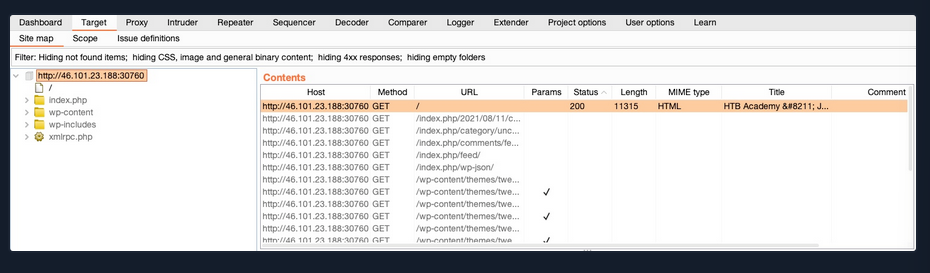 Dashboard Target Proxy Intruder Repeater Sequencer Decoder Comparer Logger Extender Project options User options Learn
Site map Scope Issue definitions
Filter: Hiding not found items; hiding CSS, image and general binary content; hiding 4xx responses; hiding empty folders
http://46.101.23.188:30760
/
index.php
wp-content
wp-includes
xmlrpc.php
Contents
Host Method URL Params Status Length MIME type Title Comment
http://46.101.23.188:30760 GET / 200 11315 HTML HTB Academy &#8211; J...
http://46.101.23.188:30760 GET /index.php/2021/08/11/c...
http://46.101.23.188:30760 GET /index.php/category/unc...
http://46.101.23.188:30760 GET /index.php/comments/fe...
http://46.101.23.188:30760 GET /index.php/feed/
http://46.101.23.188:30760 GET /index.php/wp-json/
http://46.101.23.188:30760 GET /wp-content/themes/twe...
http://46.101.23.188:30760 GET /wp-content/themes/twe... ✓
http://46.101.23.188:30760 GET /wp-content/themes/twe...
http://46.101.23.188:30760 GET /wp-content/themes/twe... ✓
http://46.101.23.188:30760 GET /wp-content/themes/twe...
http://46.101.23.188:30760 GET /wp-content/themes/twe... ✓